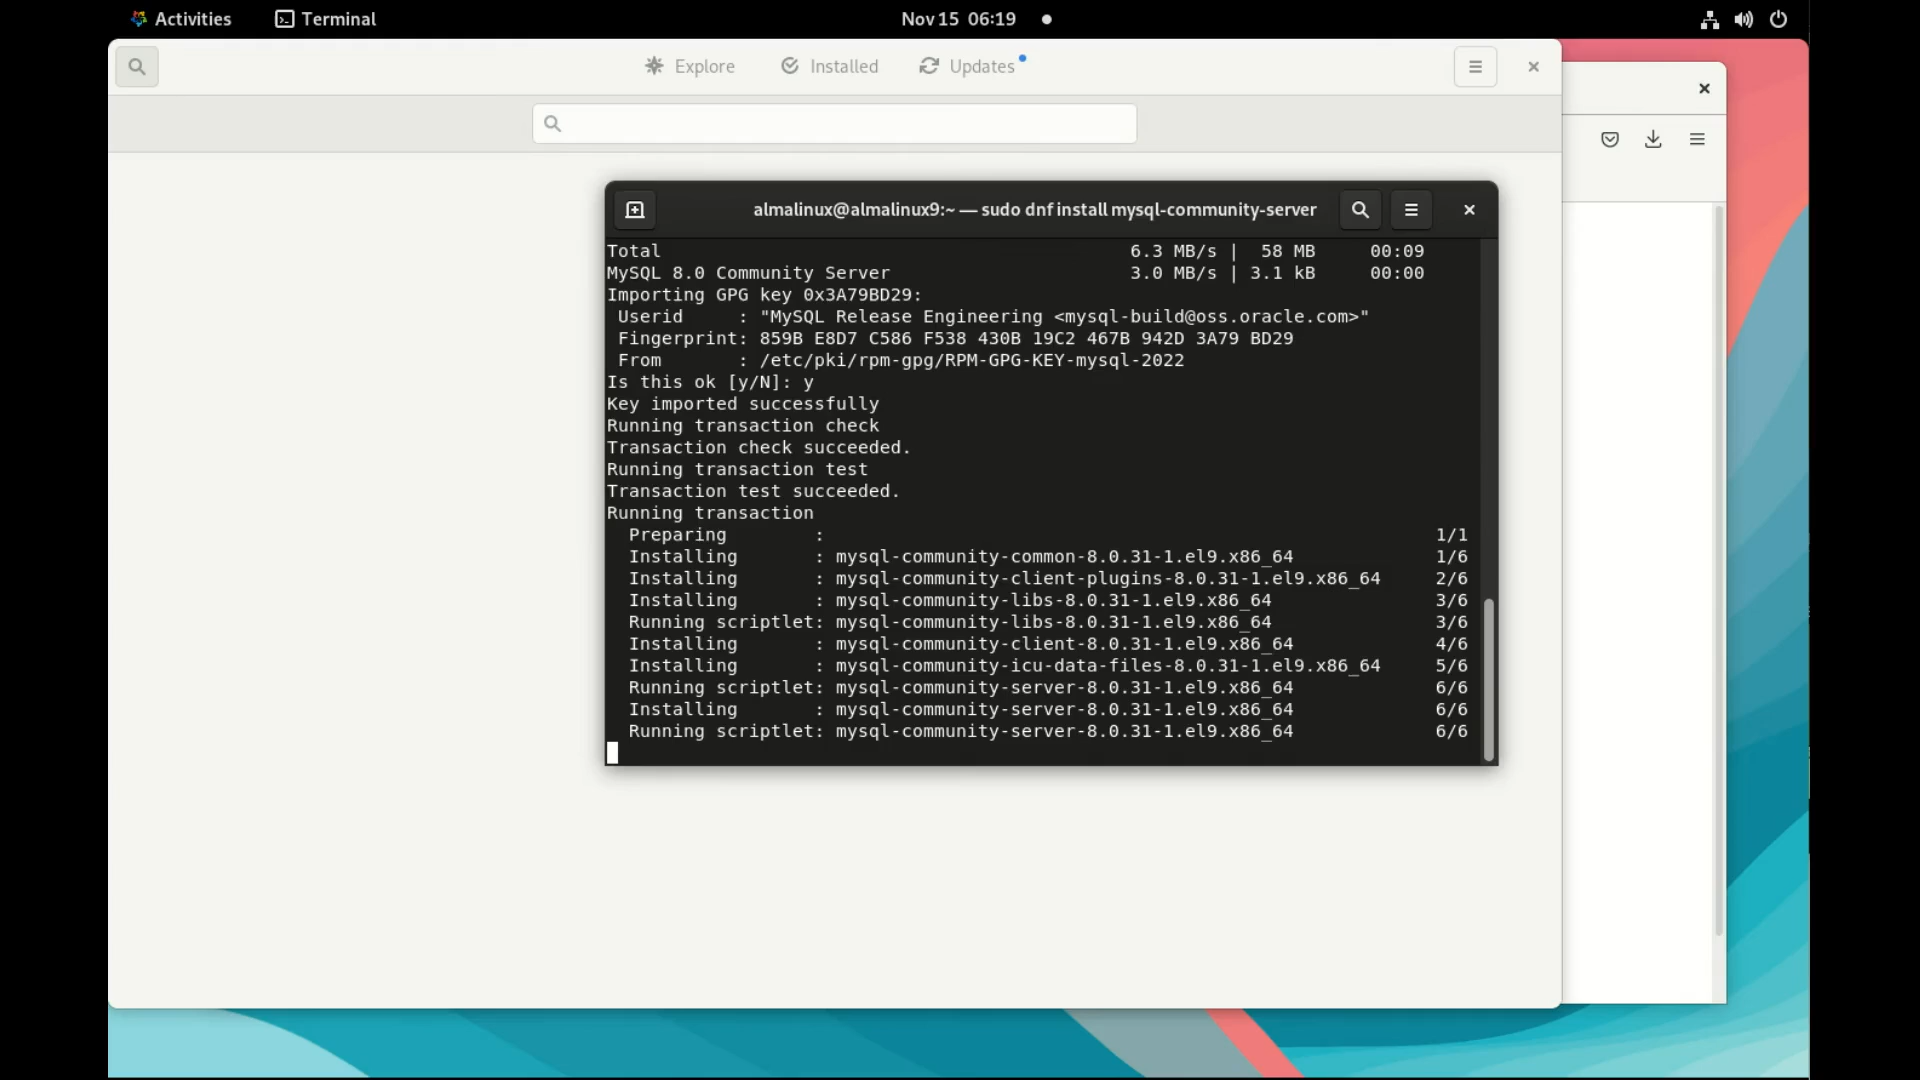 Activities
Terminal
Nov 15 06:19
Explore
Installed
Updates
almalinux@almalinux9:~ — sudo dnf install mysql-community-server
Total 6.3 MB/s | 58 MB 00:09
MySQL 8.0 Community Server 3.0 MB/s | 3.1 kB 00:00
Importing GPG key 0x3A79BD29:
Userid : "MySQL Release Engineering <mysql-build@oss.oracle.com>"
Fingerprint: 859B E8D7 C586 F538 430B 19C2 467B 942D 3A79 BD29
From : /etc/pki/rpm-gpg/RPM-GPG-KEY-mysql-2022
Is this ok [y/N]: y
Key imported successfully
Running transaction check
Transaction check succeeded.
Running transaction test
Transaction test succeeded.
Running transaction
Preparing : 1/1
Installing : mysql-community-common-8.0.31-1.el9.x86_64 1/6
Installing : mysql-community-client-plugins-8.0.31-1.el9.x86_64 2/6
Installing : mysql-community-libs-8.0.31-1.el9.x86_64 3/6
Running scriptlet: mysql-community-libs-8.0.31-1.el9.x86_64 3/6
Installing : mysql-community-client-8.0.31-1.el9.x86_64 4/6
Installing : mysql-community-icu-data-files-8.0.31-1.el9.x86_64 5/6
Running scriptlet: mysql-community-server-8.0.31-1.el9.x86_64 6/6
Installing : mysql-community-server-8.0.31-1.el9.x86_64 6/6
Running scriptlet: mysql-community-server-8.0.31-1.el9.x86_64 6/6